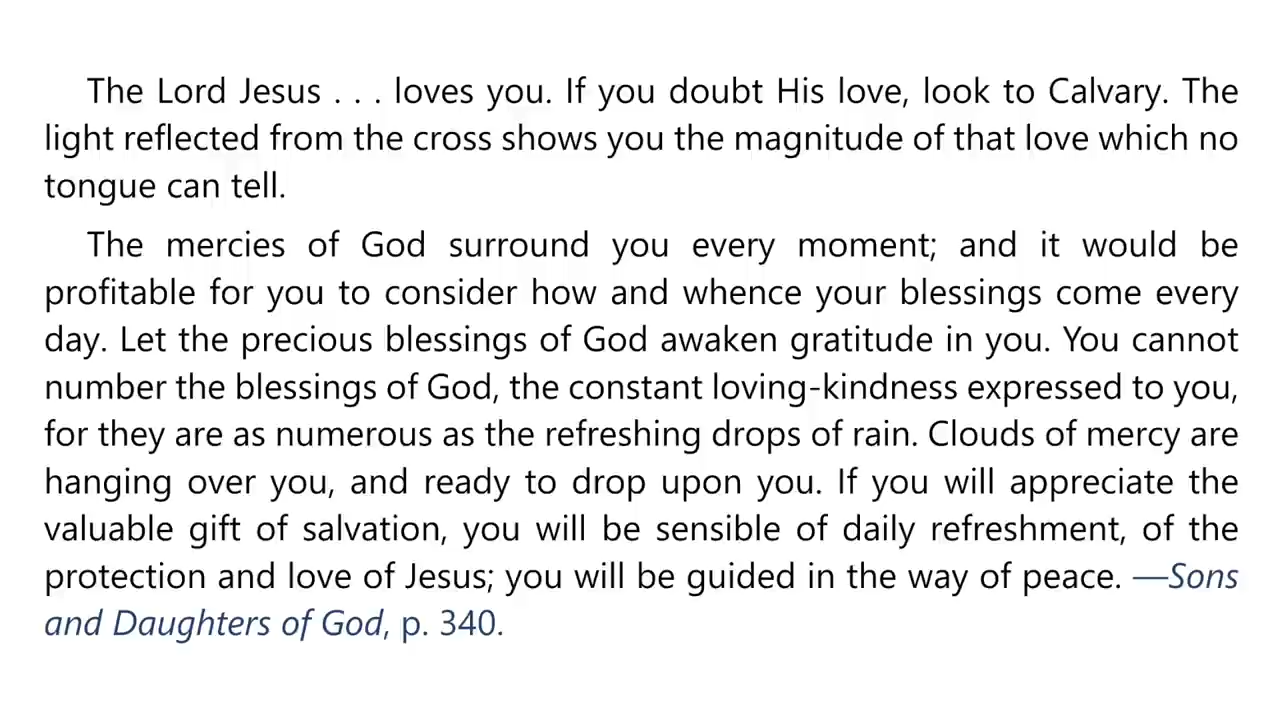 The Lord Jesus . . . loves you. If you doubt His love, look to Calvary. The
light reflected from the cross shows you the magnitude of that love which no
tongue can tell.
The mercies of God surround you every moment; and it would be
profitable for you to consider how and whence your blessings come every
day. Let the precious blessings of God awaken gratitude in you. You cannot
number the blessings of God, the constant loving-kindness expressed to you,
for they are as numerous as the refreshing drops of rain. Clouds of mercy are
hanging over you, and ready to drop upon you. If you will appreciate the
valuable gift of salvation, you will be sensible of daily refreshment, of the
protection and love of Jesus; you will be guided in the way of peace. —Sons
and Daughters of God, p. 340.